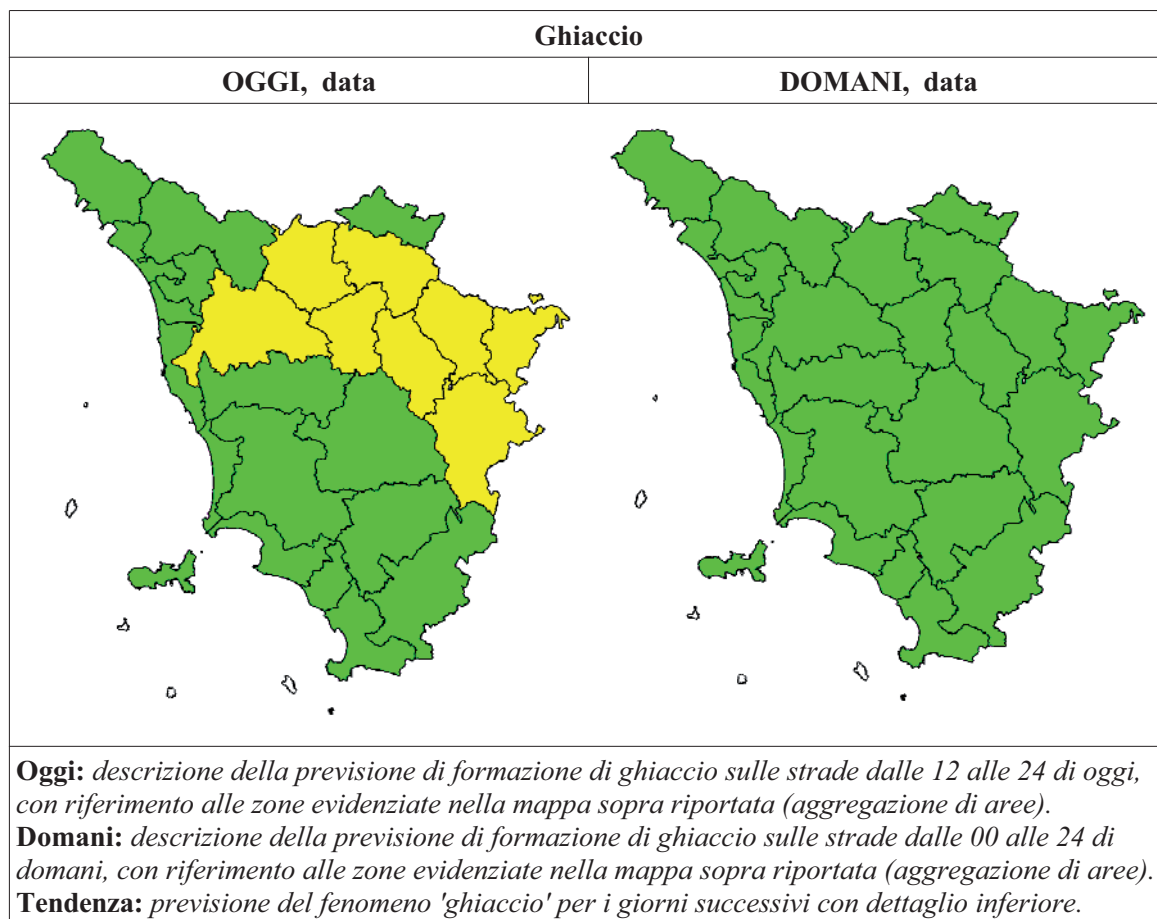 Ghiaccio
OGGI, data
DOMANI, data
Oggi: descrizione della previsione di formazione di ghiaccio sulle strade dalle 12 alle 24 di oggi,
con riferimento alle zone evidenziate nella mappa sopra riportata (aggregazione di aree).
Domani: descrizione della previsione di formazione di ghiaccio sulle strade dalle 00 alle 24 di
domani, con riferimento alle zone evidenziate nella mappa sopra riportata (aggregazione di aree).
Tendenza: previsione del fenomeno 'ghiaccio' per i giorni successivi con dettaglio inferiore.